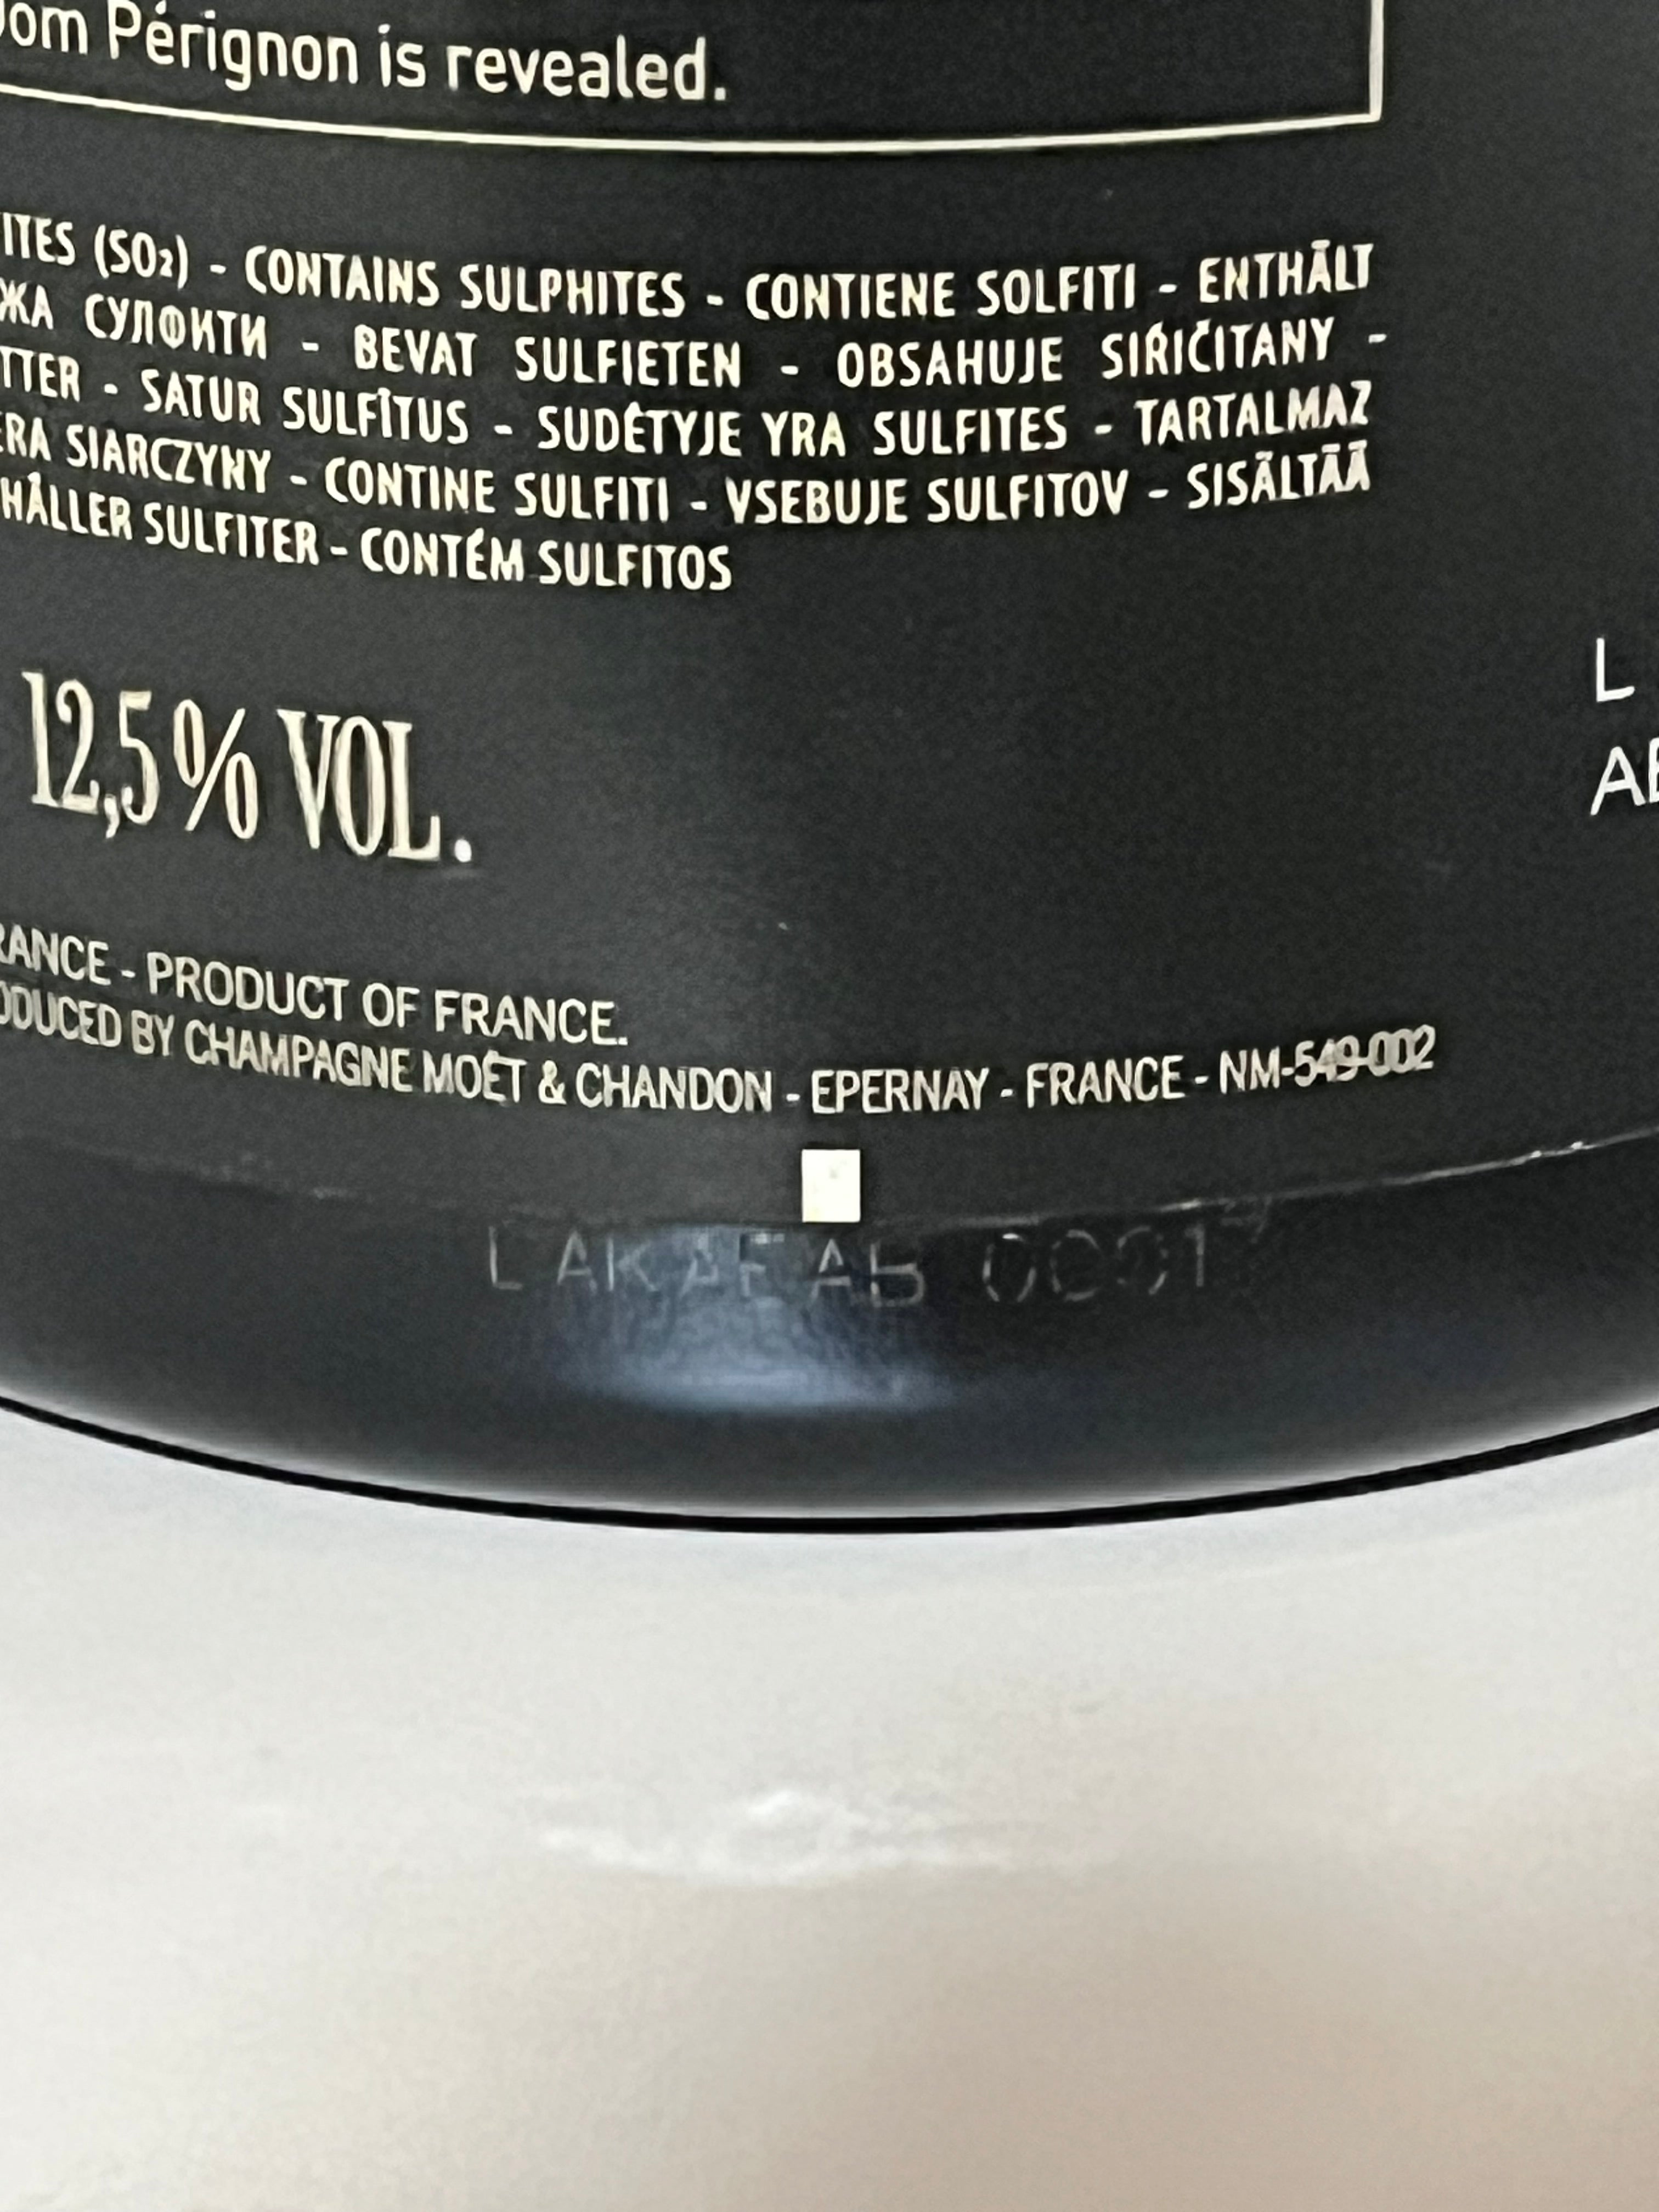 Dom Pérignon is revealed.
ITES (SO₂) - CONTAINS SULPHITES - CONTIENE SOLFITI - ENTHÄLT
ЖА СУЛФИТИ - BEVAT SULFIETEN - OBSAHUJE SIŘIČITANY -
TTER - SATUR SULFĪTUS - SUDĖTYJE YRA SULFITES - TARTALMAZ
ERA SIARCZYNY - CONTINE SULFITI - VSEBUJE SULFITOV - SISÄLTÄÄ
HÅLLER SULFITER - CONTÉM SULFITOS
12,5% VOL.
L
AB
RANCE - PRODUCT OF FRANCE.
ODUCED BY CHAMPAGNE MOËT & CHANDON - EPERNAY - FRANCE - NM-549-002
L AKAFAB